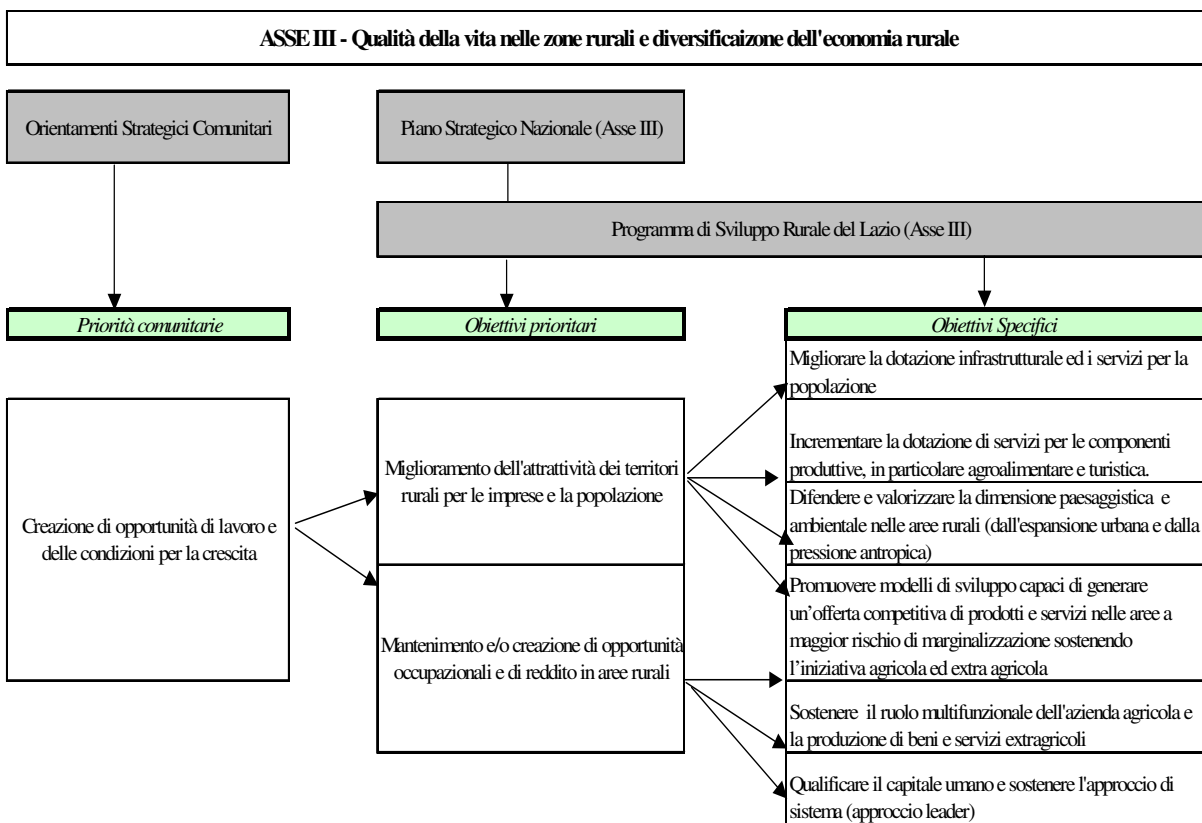 ASSE III - Qualità della vita nelle zone rurali e diversificaizone dell'economia rurale
Orientamenti Strategici Comunitari
Piano Strategico Nazionale (Asse III)
Programma di Sviluppo Rurale del Lazio (Asse III)
Priorità comunitarie
Obiettivi prioritari
Obiettivi Specifici
Creazione di opportunità di lavoro e
delle condizioni per la crescita
Miglioramento dell'attrattività dei territori
rurali per le imprese e la popolazione
Mantenimento e/o creazione di opportunità
occupazionali e di reddito in aree rurali
Migliorare la dotazione infrastrutturale ed i servizi per la
popolazione
Incrementare la dotazione di servizi per le componenti
produttive, in particolare agroalimentare e turistica.
Difendere e valorizzare la dimensione paesaggistica e
ambientale nelle aree rurali (dall'espansione urbana e dalla
pressione antropica)
Promuovere modelli di sviluppo capaci di generare
un'offerta competitiva di prodotti e servizi nelle aree a
maggior rischio di marginalizzazione sostenendo
l'iniziativa agricola ed extra agricola
Sostenere il ruolo multifunzionale dell'azienda agricola e
la produzione di beni e servizi extragricoli
Qualificare il capitale umano e sostenere l'approccio di
sistema (approccio leader)